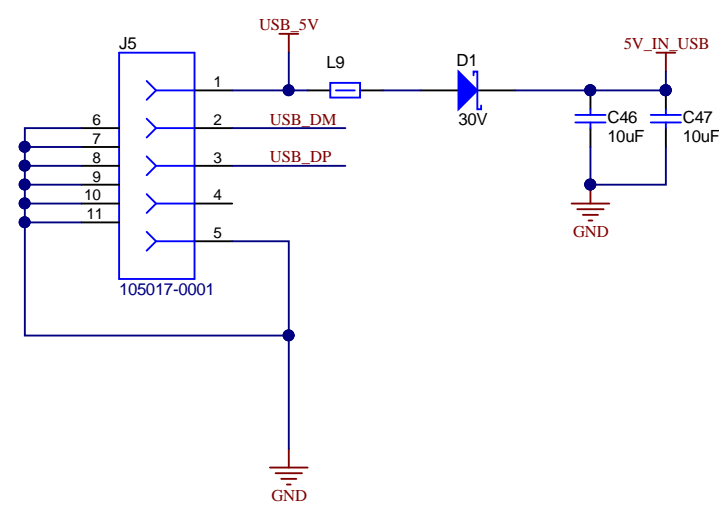 USB_5V
5V_IN_USB
J5
L9
D1
1
30V
C46
10uF
C47
10uF
6
2
USB_DM
7
8
3
USB_DP
9
10
4
11
5
GND
105017-0001
GND